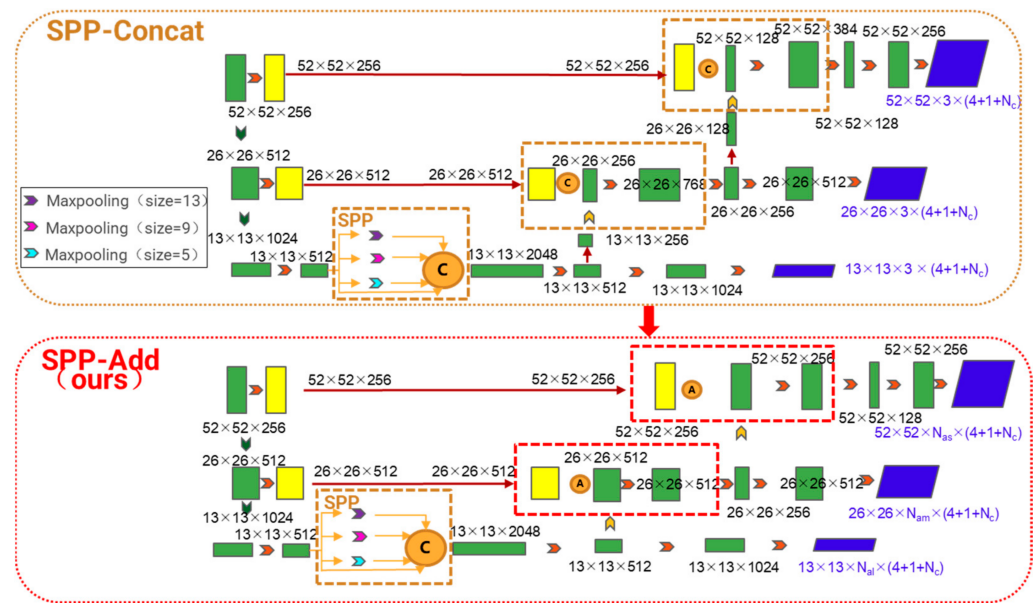 SPP-Concat
52×52×384
52×52×256
52×52×128
52×52×256
52×52×256
C
52×52×256
52×52×3×(4+1+Nc)
26×26×128
52×52×128
26×26×512
26×26×256
26×26×512
26×26×512
C
26×26×768
26×26×512
26×26×256
26×26×3×(4+1+Nc)
Maxpooling（size=13）
Maxpooling（size=9）
Maxpooling（size=5）
SPP
13×13×1024
13×13×512
13×13×2048
13×13×256
C
13×13×512
13×13×1024
13×13×3×(4+1+Nc)
SPP-Add
（ours）
52×52×256
52×52×256
52×52×256
52×52×256
A
52×52×256
52×52×256
52×52×128
52×52×Nas×(4+1+Nc)
26×26×512
26×26×512
26×26×512
26×26×512
A
26×26×512
26×26×512
26×26×256
26×26×Nam×(4+1+Nc)
13×13×1024
SPP
13×13×512
13×13×2048
C
13×13×512
13×13×1024
13×13×Nal×(4+1+Nc)